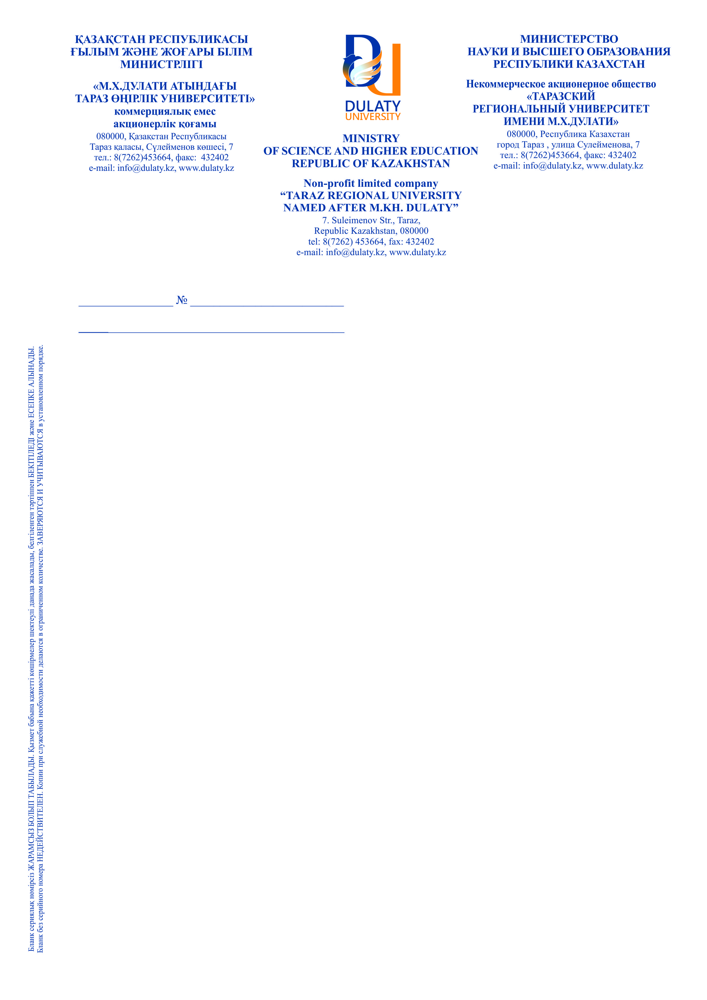 ҚАЗАҚСТАН РЕСПУБЛИКАСЫ
ҒЫЛЫМ ЖӘНЕ ЖОҒАРЫ БІЛІМ
МИНИСТРЛІГІ
«М.Х.ДУЛАТИ АТЫНДАҒЫ
ТАРАЗ ӨҢІРЛІК УНИВЕРСИТЕТІ»
коммерциялық емес
акционерлік қоғамы
080000, Қазақстан Республикасы
Тараз қаласы, Сүлейменов көшесі, 7
тел.: 8(7262)453664, факс: 432402
e-mail: info@dulaty.kz, www.dulaty.kz
DULATY
UNIVERSITY
MINISTRY
OF SCIENCE AND HIGHER EDUCATION
REPUBLIC OF KAZAKHSTAN
Non-profit limited company
“TARAZ REGIONAL UNIVERSITY
NAMED AFTER M.KH. DULATY”
7. Suleimenov Str., Taraz,
Republic Kazakhstan, 080000
tel: 8(7262) 453664, fax: 432402
e-mail: info@dulaty.kz, www.dulaty.kz
МИНИСТЕРСТВО
НАУКИ И ВЫСШЕГО ОБРАЗОВАНИЯ
РЕСПУБЛИКИ КАЗАХСТАН
Некоммерческое акционерное общество
«ТАРАЗСКИЙ
РЕГИОНАЛЬНЫЙ УНИВЕРСИТЕТ
ИМЕНИ М.Х.ДУЛАТИ»
080000, Республика Казахстан
город Тараз , улица Сулейменова, 7
тел.: 8(7262)453664, факс: 432402
e-mail: info@dulaty.kz, www.dulaty.kz
________________ № __________________________
Бланк сериялык нөмірсіз ЖАРАМСЫЗ БОЛЫП ТАБЫЛАДЫ. Қызмет бабына кажетті көшірмелер шектеулі данада жасалады, белгіленген тәртіппен БЕКІТІЛЕДІ және ЕСЕПКЕ АЛЫНАДЫ.
Бланк без серийного номера НЕДЕЙСТВИТЕЛЕН. Копии при служебной необходимости делаются в ограниченном количестве. ЗАВЕРЯЮТСЯ И УЧИТЫВАЮТСЯ в установленном порядке.